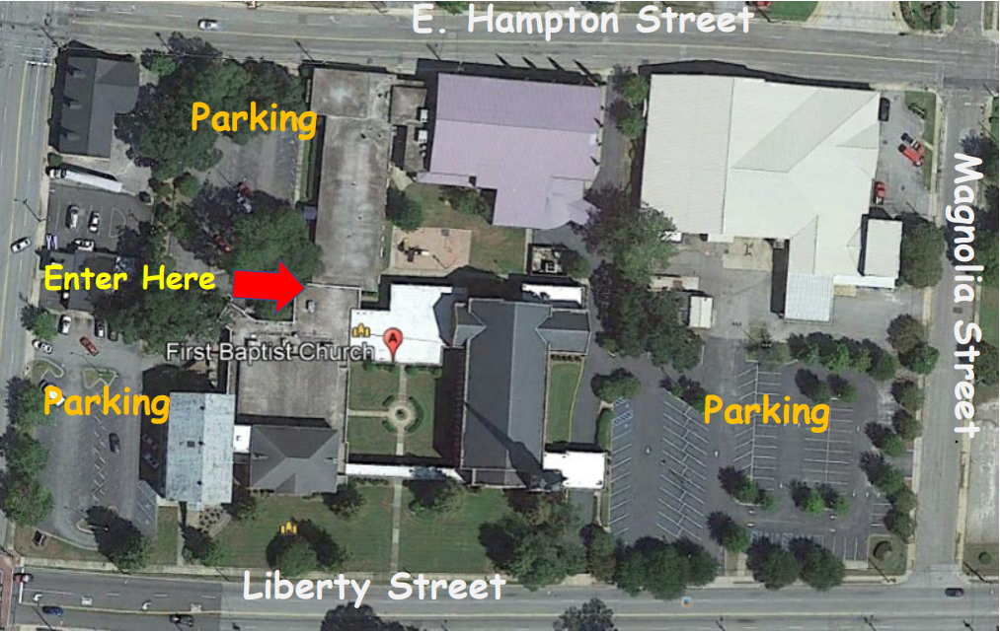 E. Hampton Street
Parking
Magnolia Street
Enter Here
A
First Baptist Church
Parking
Parking
Liberty Street